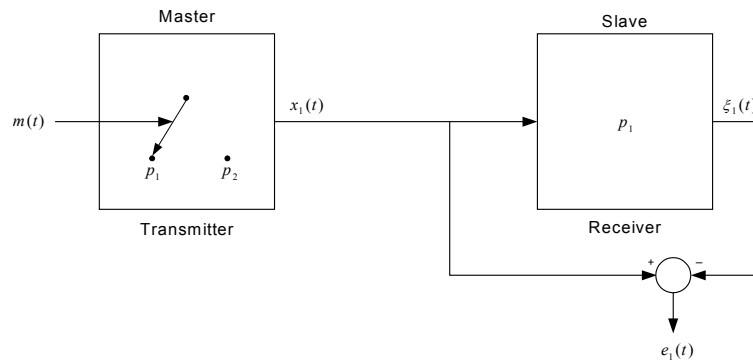 Master
Slave
m(t)
x₁(t)
ξ₁(t)
p₁
p₂
p₁
Transmitter
Receiver
+
−
e₁(t)